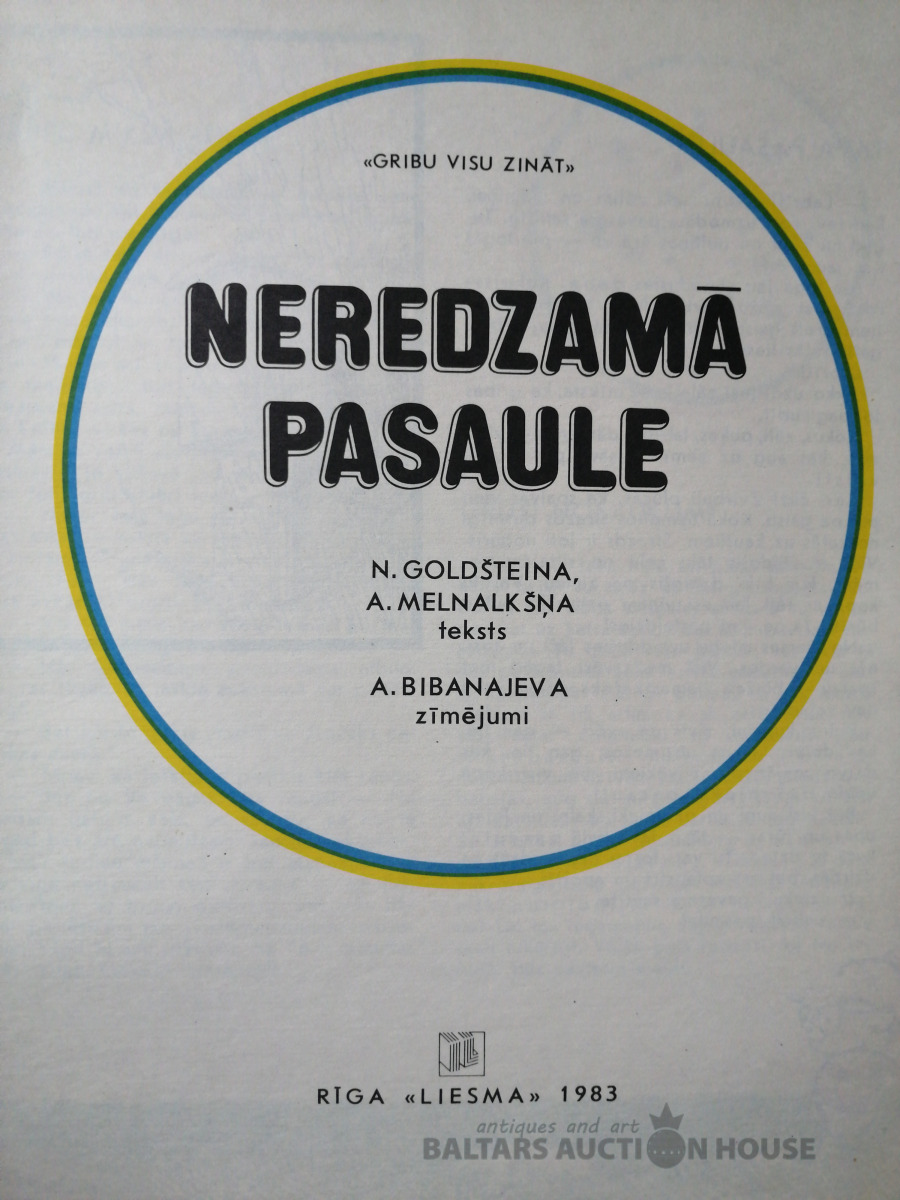 «GRIBU VISU ZINĀT»
NEREDZAMĀ
PASAULE
N. GOLDŠTEINA,
A. MELNALKŠŅA
teksts
A. BIBANAJEVA
zīmējumi
RĪGA «LIESMA» 1983
antiques and art
BALTARS AUCTION HOUSE